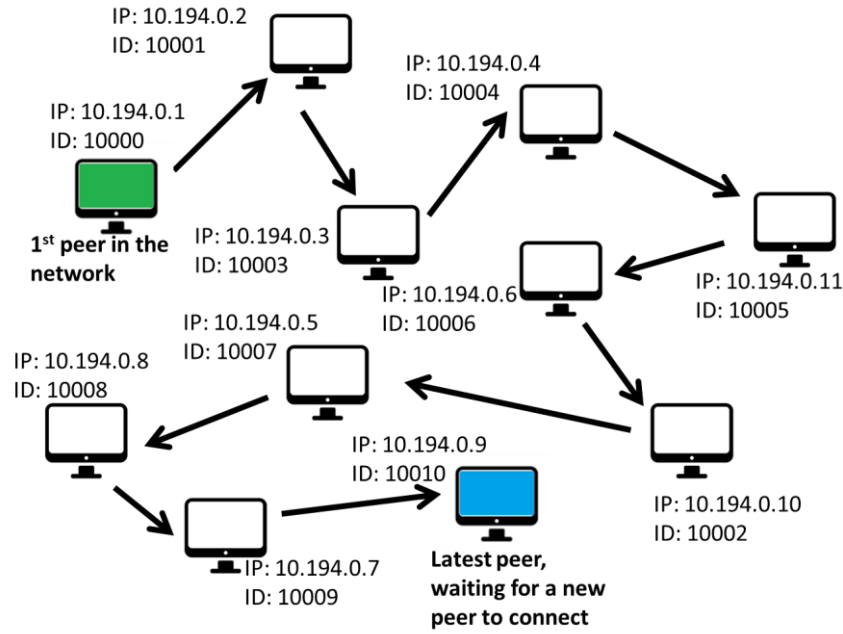 IP: 10.194.0.2
ID: 10001
IP: 10.194.0.4
ID: 10004
IP: 10.194.0.1
ID: 10000
1st peer in the
network
IP: 10.194.0.3
ID: 10003
IP: 10.194.0.11
ID: 10005
IP: 10.194.0.6
ID: 10006
IP: 10.194.0.5
ID: 10007
IP: 10.194.0.8
ID: 10008
IP: 10.194.0.9
ID: 10010
IP: 10.194.0.10
ID: 10002
IP: 10.194.0.7
ID: 10009
Latest peer,
waiting for a new
peer to connect